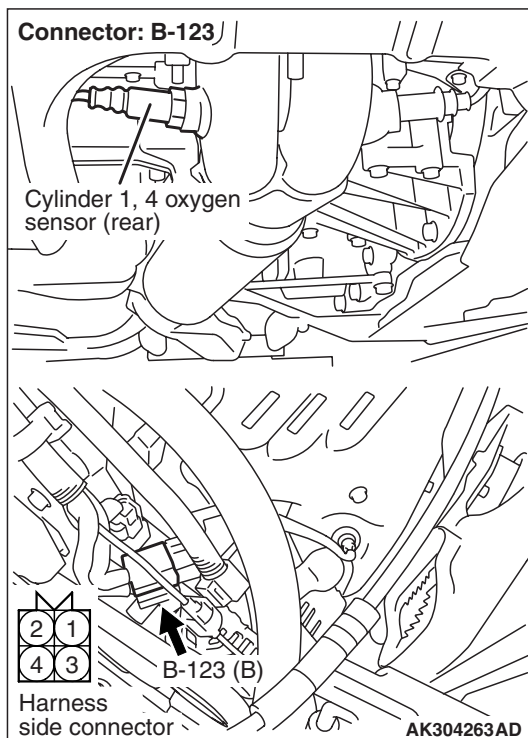 Connector: B-123
Cylinder 1, 4 oxygen
sensor (rear)
2 1
4 3
B-123 (B)
Harness
side connector
AK304263AD